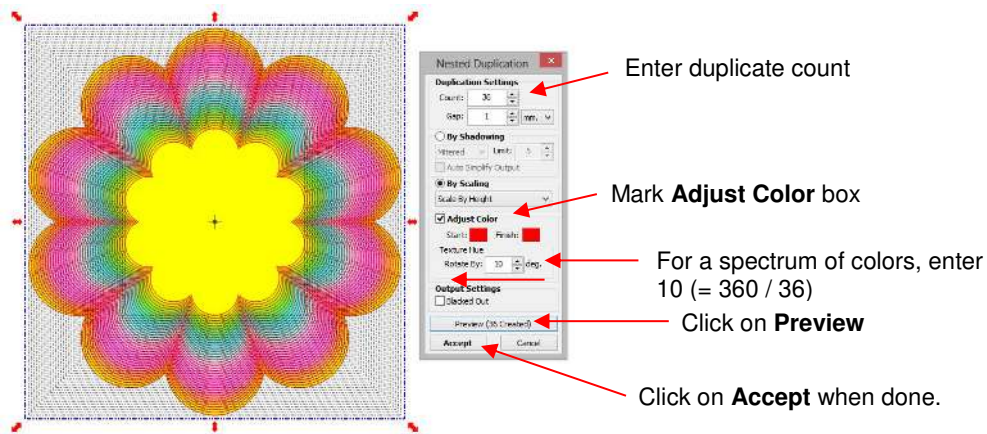 Nested Duplication
Duplication Settings
Count: 36
Gap: 1 mm.
By Shadowing
Mitered Limit: 5
Auto Simplify Output
By Scaling
Scale By Height
Adjust Color
Start: Finish:
Texture Hue
Rotate By: 10 deg.
Output Settings
Blacked Out
Preview (36 Created)
Accept Cancel
Enter duplicate count
Mark Adjust Color box
For a spectrum of colors, enter
10 (= 360 / 36)
Click on Preview
Click on Accept when done.